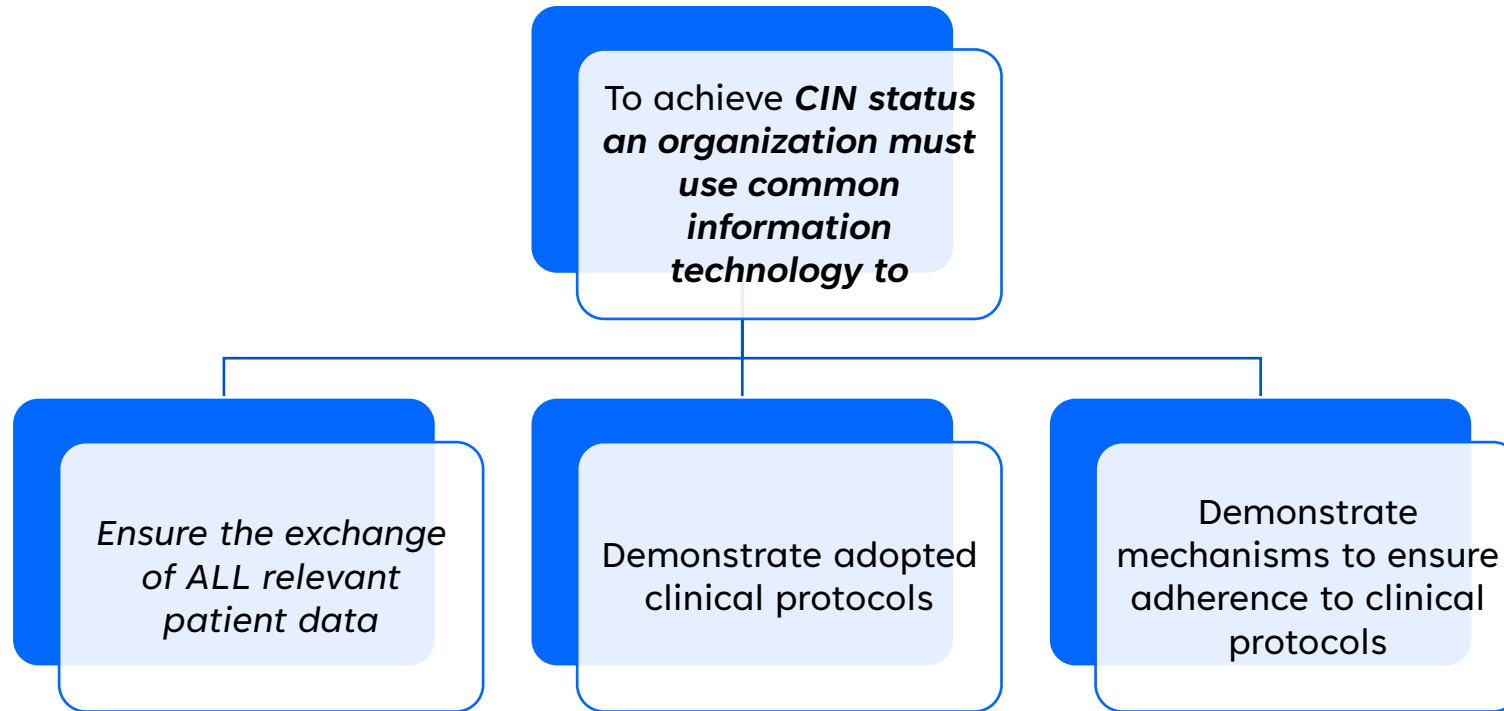 To achieve CIN status
an organization must
use common
information
technology to
Ensure the exchange
of ALL relevant
patient data
Demonstrate adopted
clinical protocols
Demonstrate
mechanisms to ensure
adherence to clinical
protocols